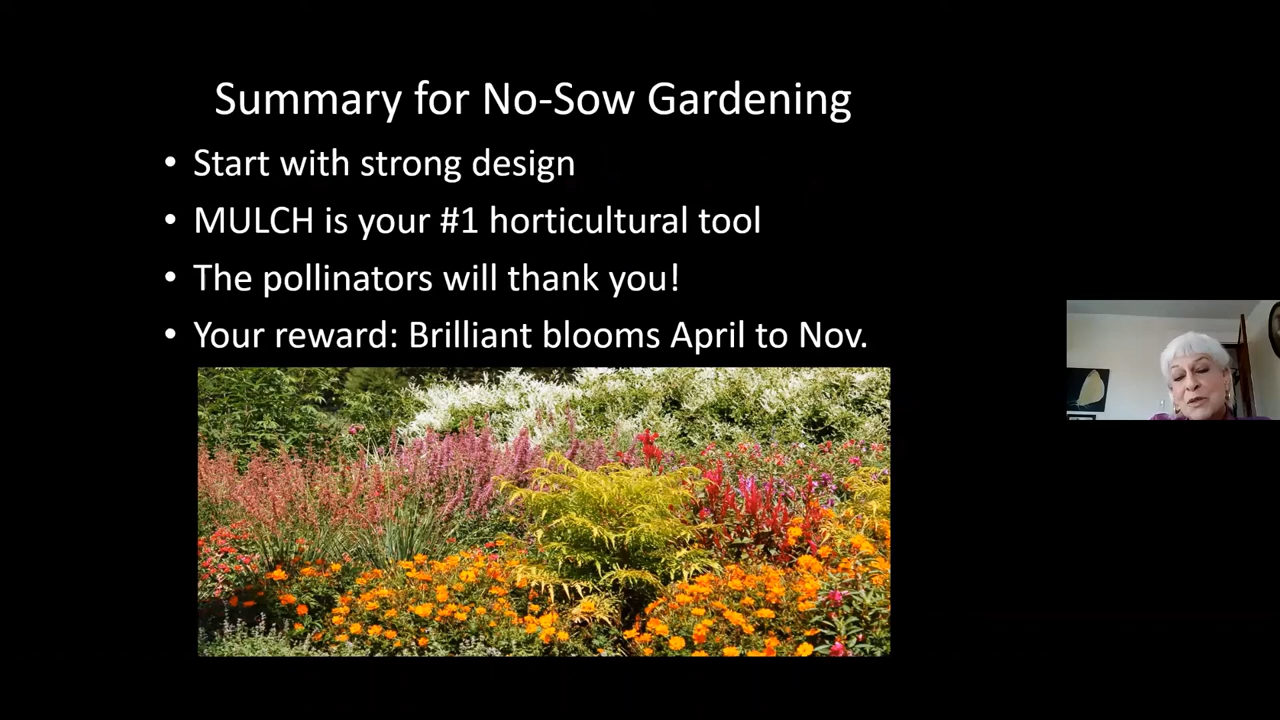 Summary for No-Sow Gardening
• Start with strong design
• MULCH is your #1 horticultural tool
• The pollinators will thank you!
• Your reward: Brilliant blooms April to Nov.